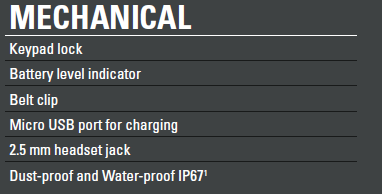 MECHANICAL
Keypad lock
Battery level indicator
Belt clip
Micro USB port for charging
2.5 mm headset jack
Dust-proof and Water-proof IP67¹